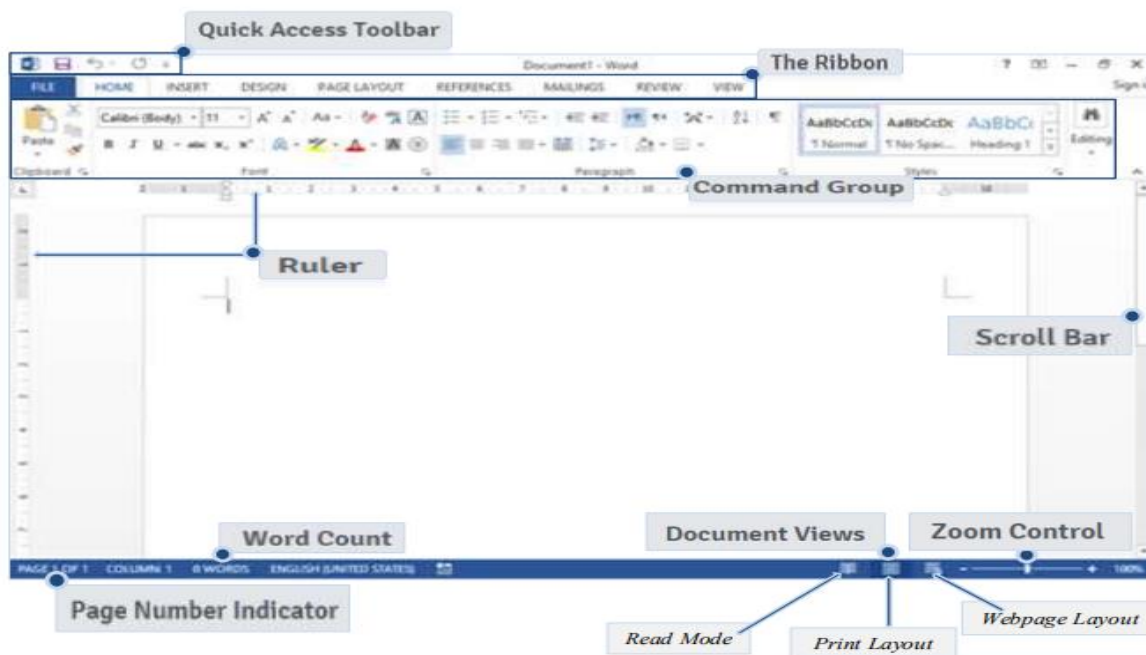 Quick Access Toolbar
Document1 - Word
The Ribbon
FILE HOME INSERT DESIGN PAGE LAYOUT REFERENCES MAILINGS REVIEW VIEW
Sign i
Calibri (Body) 11
AaBbCcDc AaBbCcDc AaBbCc
Paste
¶ Normal ¶ No Spac... Heading 1
Editing
Clipboard Font Paragraph Styles
Command Group
Ruler
Scroll Bar
Word Count
Document Views
Zoom Control
PAGE 1 OF 1 COLUMN 1 0 WORDS ENGLISH (UNITED STATES) 100%
Page Number Indicator
Read Mode
Print Layout
Webpage Layout